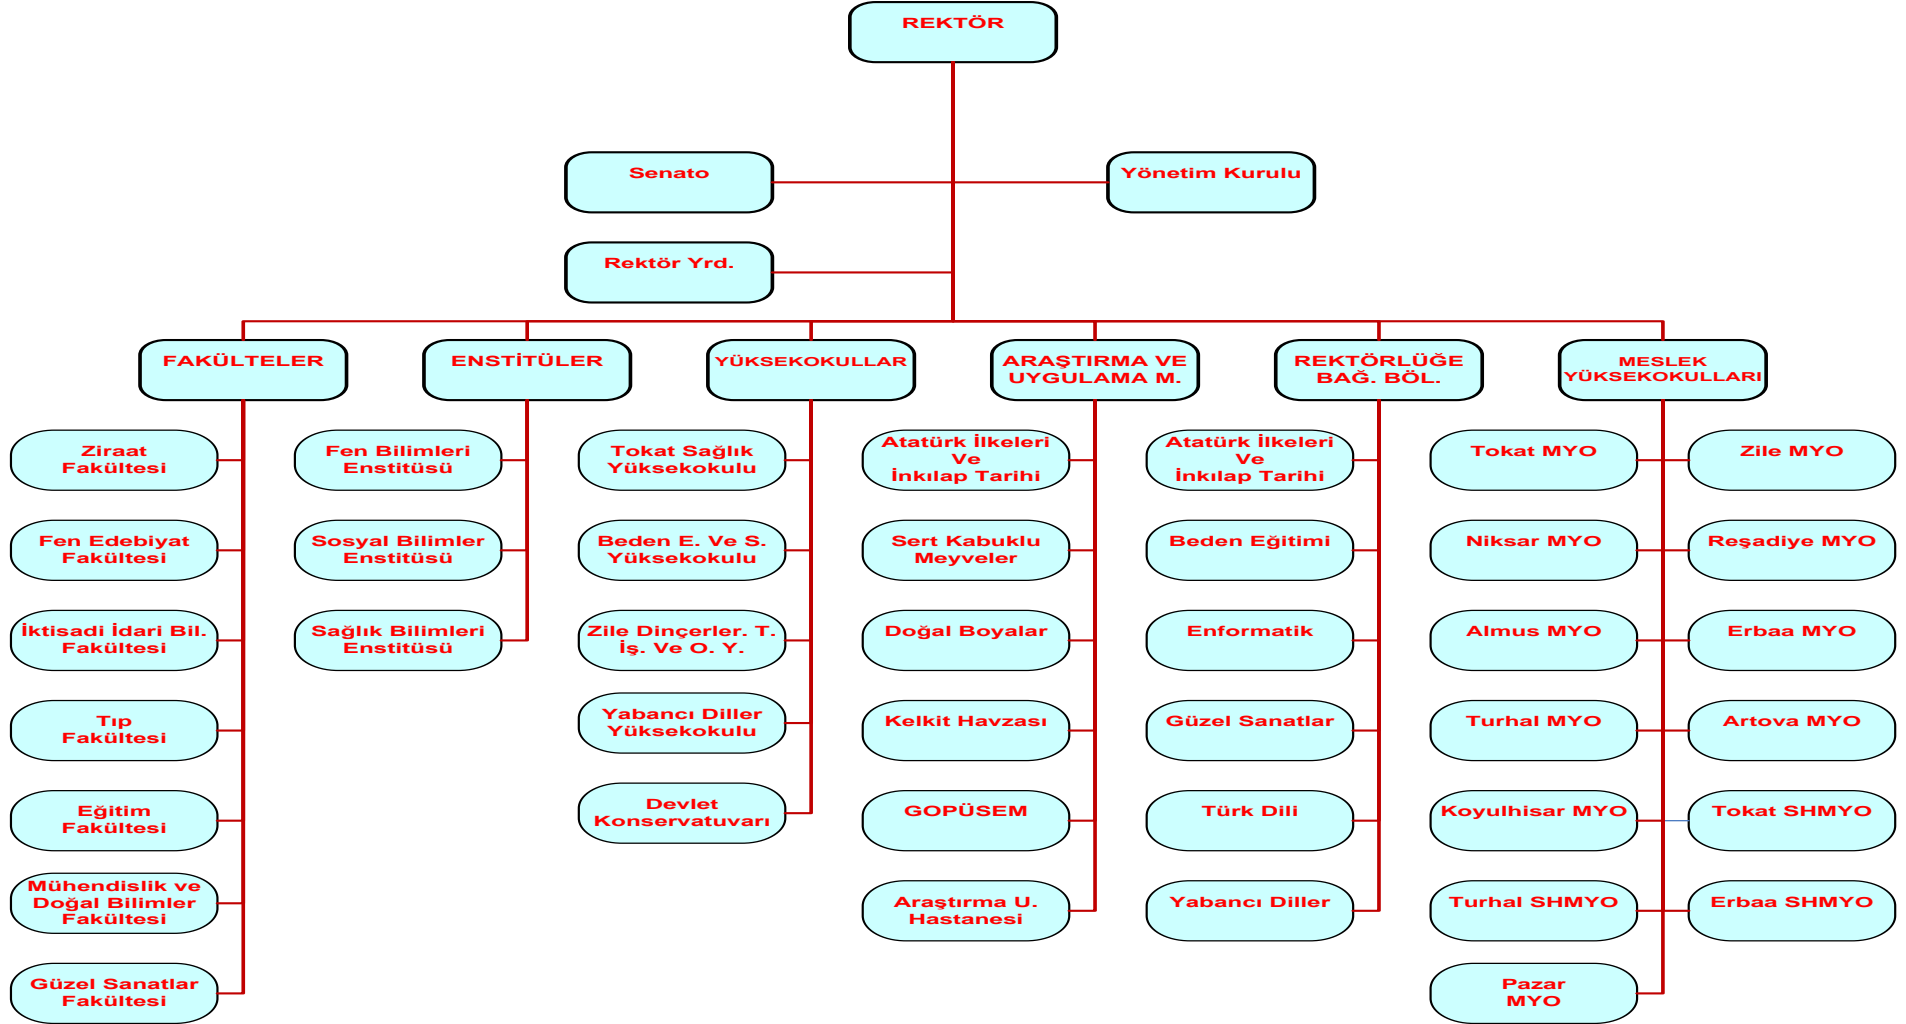 REKTÖR
Senato
Yönetim Kurulu
Rektör Yrd.
FAKÜLTELER
ENSTİTÜLER
YÜKSEKOKULLAR
ARAŞTIRMA VE
UYGULAMA M.
REKTÖRLÜĞE
BAĞ. BÖL.
MESLEK
YÜKSEKOKULLARI
Ziraat
Fakültesi
Fen Edebiyat
Fakültesi
İktisadi İdari Bil.
Fakültesi
Tıp
Fakültesi
Eğitim
Fakültesi
Mühendislik ve
Doğal Bilimler
Fakültesi
Güzel Sanatlar
Fakültesi
Fen Bilimleri
Enstitüsü
Sosyal Bilimler
Enstitüsü
Sağlık Bilimleri
Enstitüsü
Tokat Sağlık
Yüksekokulu
Beden E. Ve S.
Yüksekokulu
Zile Dinçerler. T.
İş. Ve O. Y.
Yabancı Diller
Yüksekokulu
Devlet
Konservatuvarı
Atatürk İlkeleri
Ve
İnkılap Tarihi
Sert Kabuklu
Meyveler
Doğal Boyalar
Kelkit Havzası
GOPÜSEM
Araştırma U.
Hastanesi
Atatürk İlkeleri
Ve
İnkılap Tarihi
Beden Eğitimi
Enformatik
Güzel Sanatlar
Türk Dili
Yabancı Diller
Tokat MYO
Niksar MYO
Almus MYO
Turhal MYO
Koyulhisar MYO
Turhal SHMYO
Pazar
MYO
Zile MYO
Reşadiye MYO
Erbaa MYO
Artova MYO
Tokat SHMYO
Erbaa SHMYO